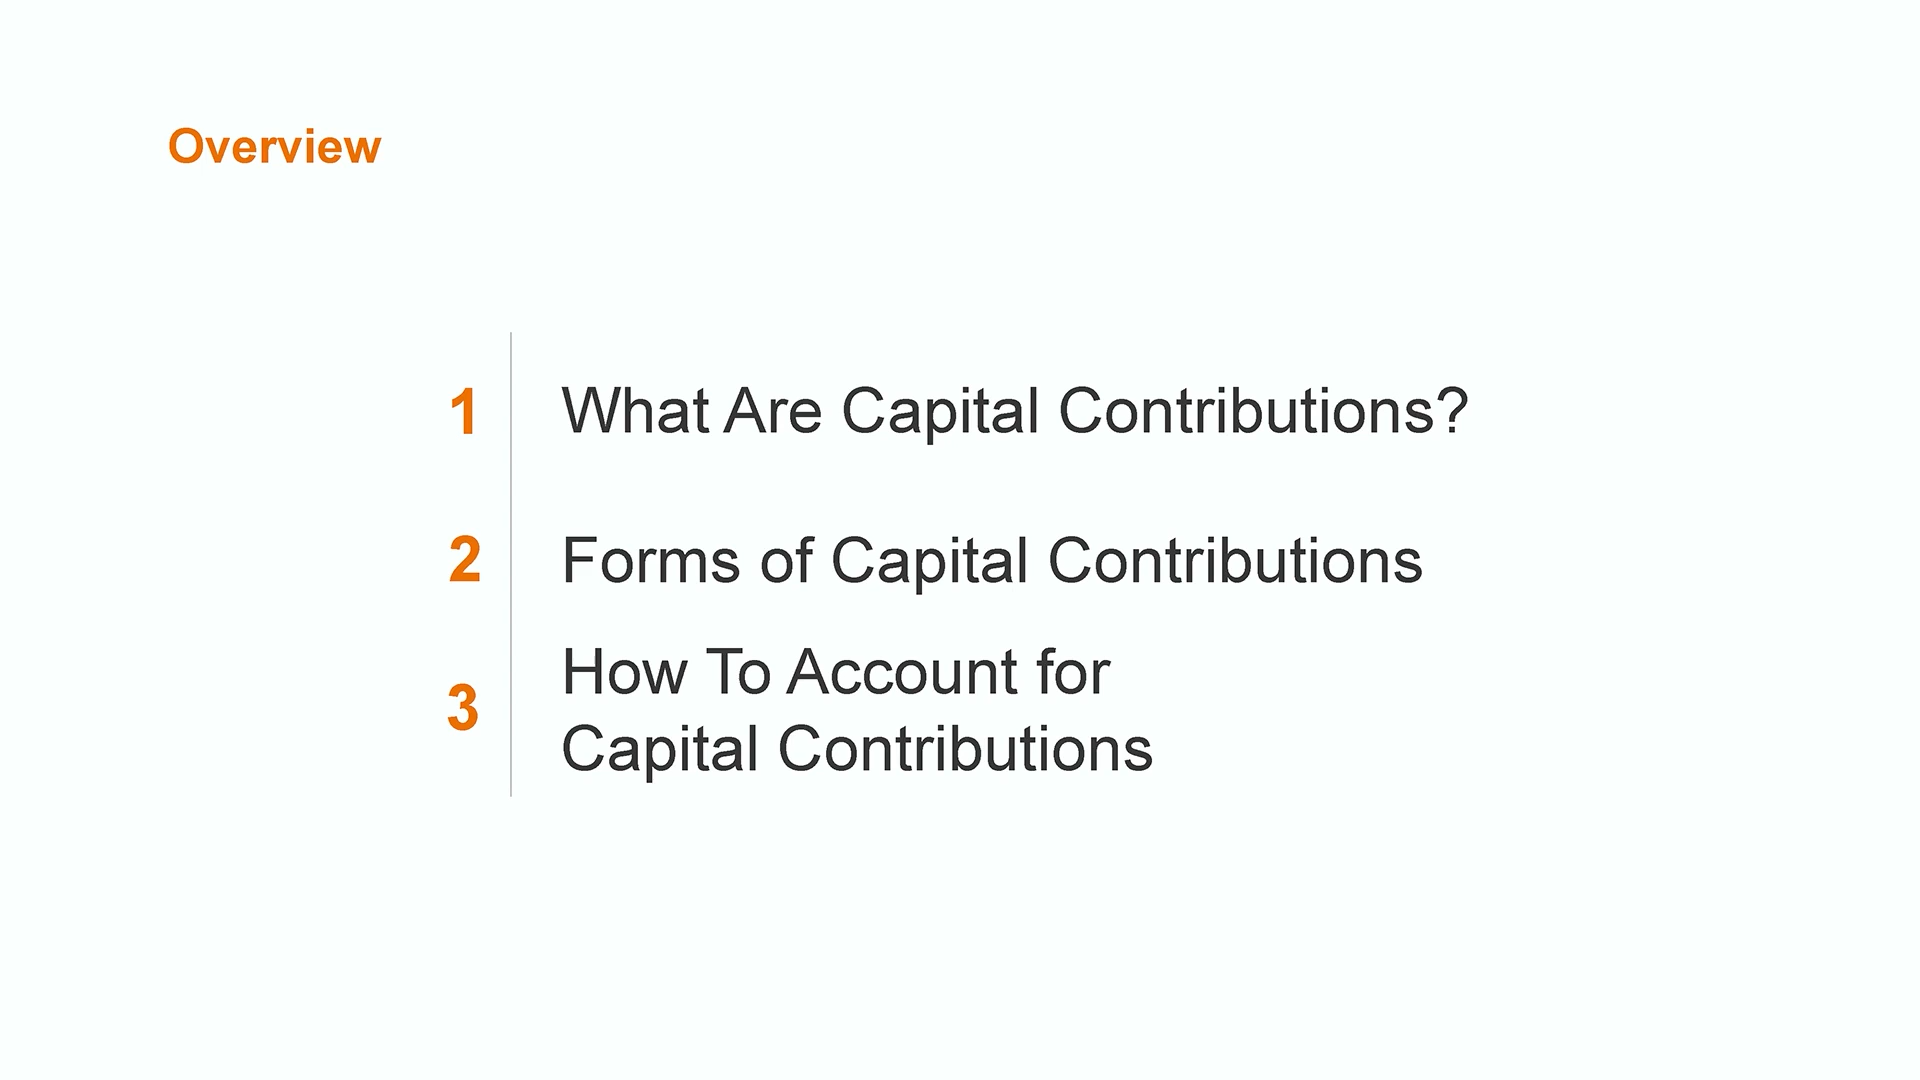 Overview
1 What Are Capital Contributions?
2 Forms of Capital Contributions
3 How To Account for
Capital Contributions